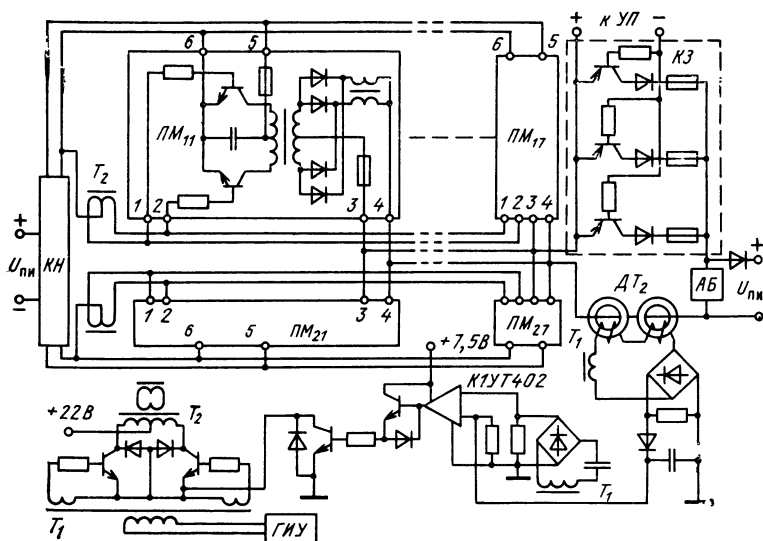 + к УП −
6 5
6 5
КЗ
ПМ11
ПМ17
T2
1 2 3 4
1 2 3 4
+
Uпи
−
КН
ДТ2
АБ
+
Uпи
1 2 3 4
ПМ21
6 5
ПМ27
T1
+7,5В
К1УТ402
+22В
T2
T1
T1
ГИУ
,